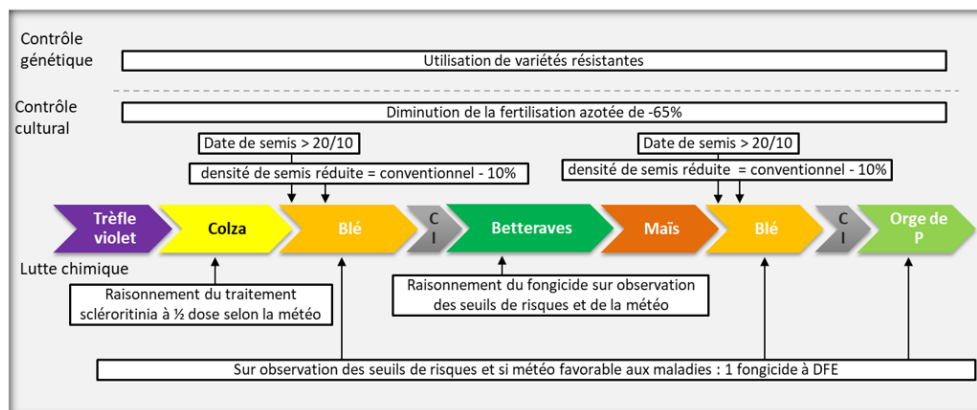 Contrôle
génétique
Utilisation de variétés résistantes
Contrôle
cultural
Diminution de la fertilisation azotée de -65%
Date de semis > 20/10
densité de semis réduite = conventionnel - 10%
Date de semis > 20/10
densité de semis réduite = conventionnel - 10%
Trèfle
violet
Colza
Blé
C
I
Betteraves
Maïs
Blé
C
I
Orge de
P
Lutte chimique
Raisonnement du traitement
scléroritinia à ½ dose selon la météo
Raisonnement du fongicide sur observation
des seuils de risques et de la météo
Sur observation des seuils de risques et si météo favorable aux maladies : 1 fongicide à DFE